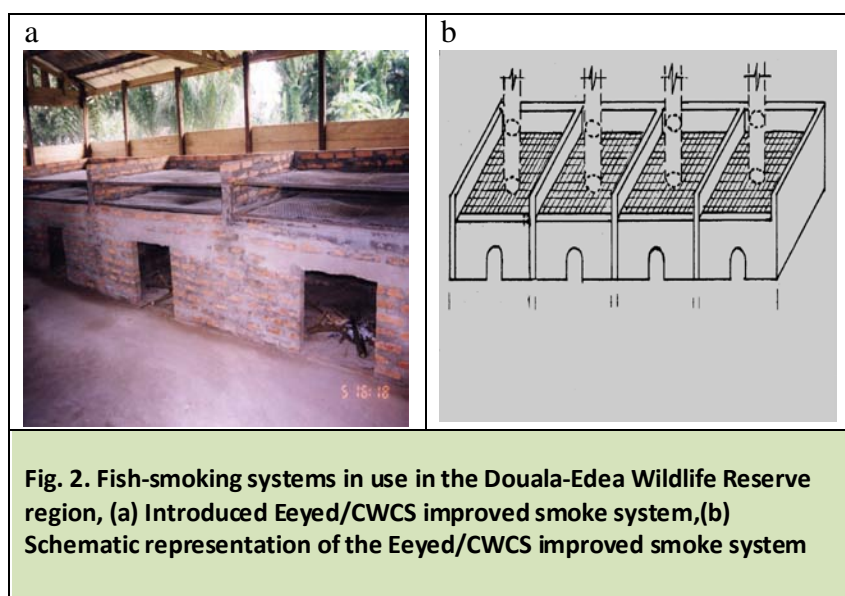 a
b
5 16:18
Fig. 2. Fish-smoking systems in use in the Douala-Edea Wildlife Reserve
region, (a) Introduced Eeyed/CWCS improved smoke system,(b)
Schematic representation of the Eeyed/CWCS improved smoke system